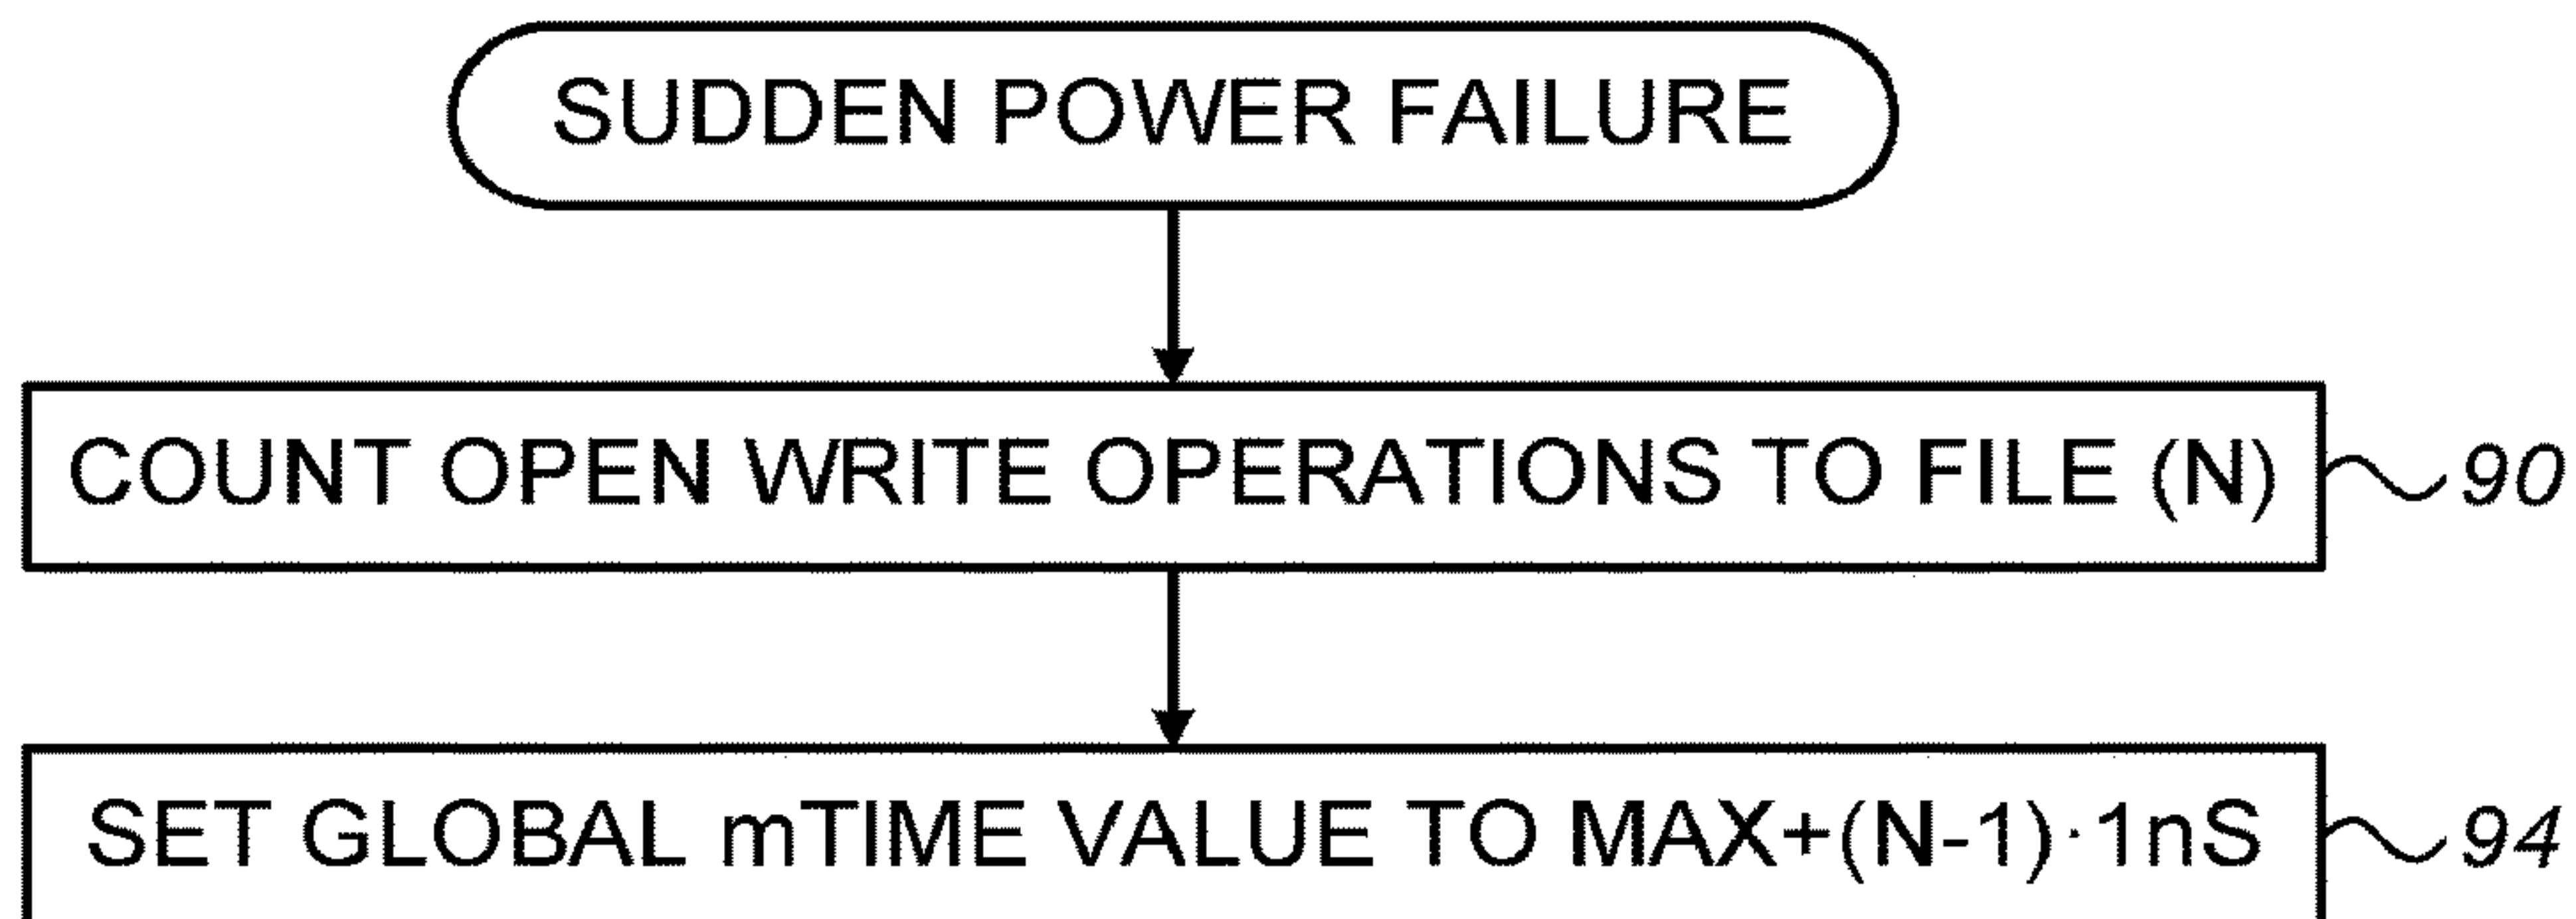 SUDDEN POWER FAILURE
COUNT OPEN WRITE OPERATIONS TO FILE (N)
90
SET GLOBAL mTIME VALUE TO MAX+(N-1)·1nS
94